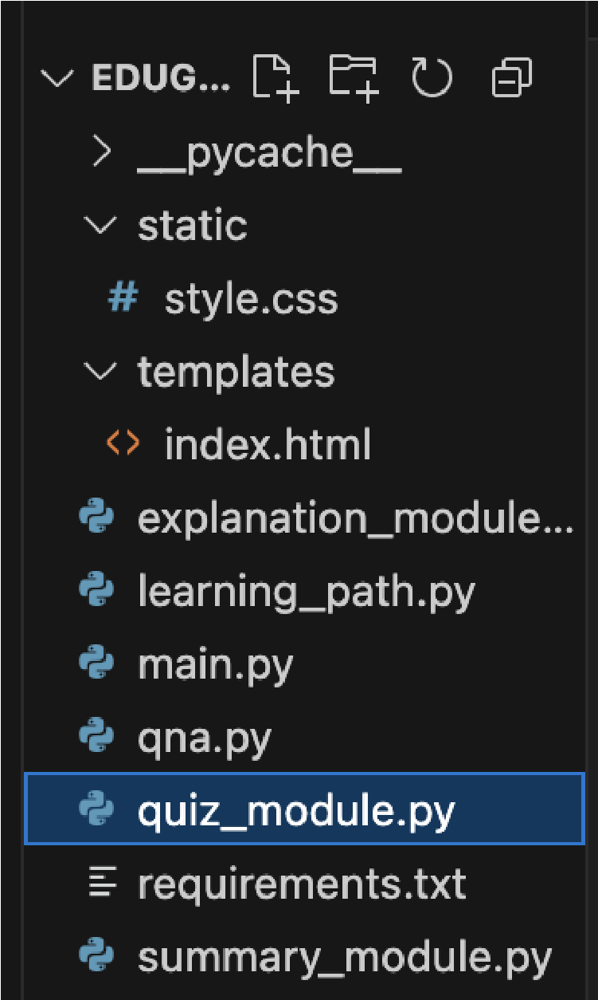 EDUG...
__pycache__
static
# style.css
templates
<> index.html
explanation_module...
learning_path.py
main.py
qna.py
quiz_module.py
requirements.txt
summary_module.py